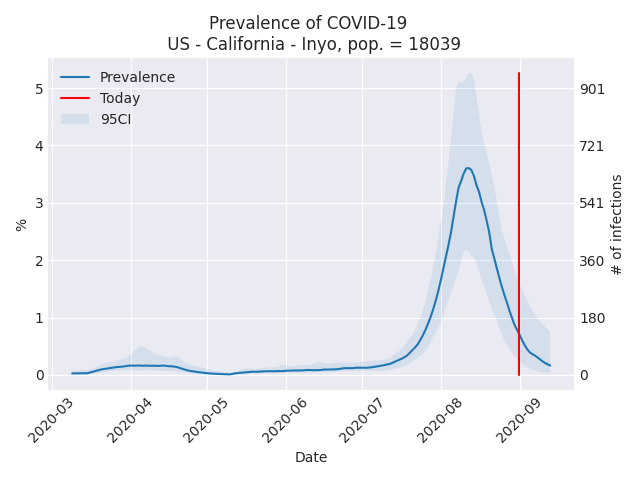 Prevalence of COVID-19
US - California - Inyo, pop. = 18039
Prevalence
Today
95CI
5
4
3
2
1
0
%
901
721
541
360
180
0
# of infections
2020-03
2020-04
2020-05
2020-06
2020-07
2020-08
2020-09
Date